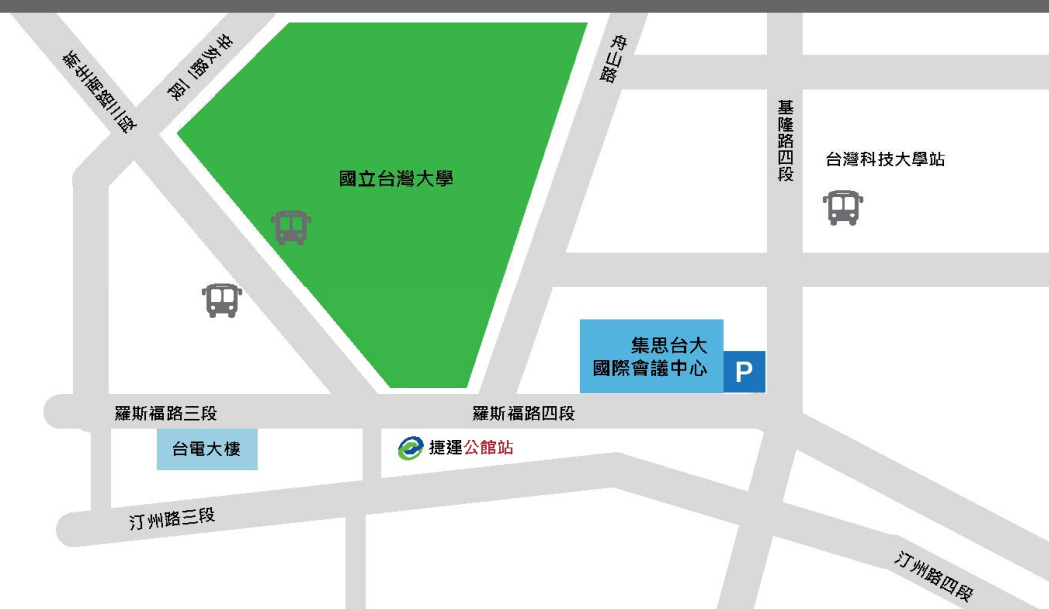 新生南路三段
辛亥路一段
舟山路
基隆路四段
台灣科技大學站
國立台灣大學
集思台大
國際會議中心
P
羅斯福路三段
羅斯福路四段
台電大樓
捷運公館站
汀州路三段
汀州路四段